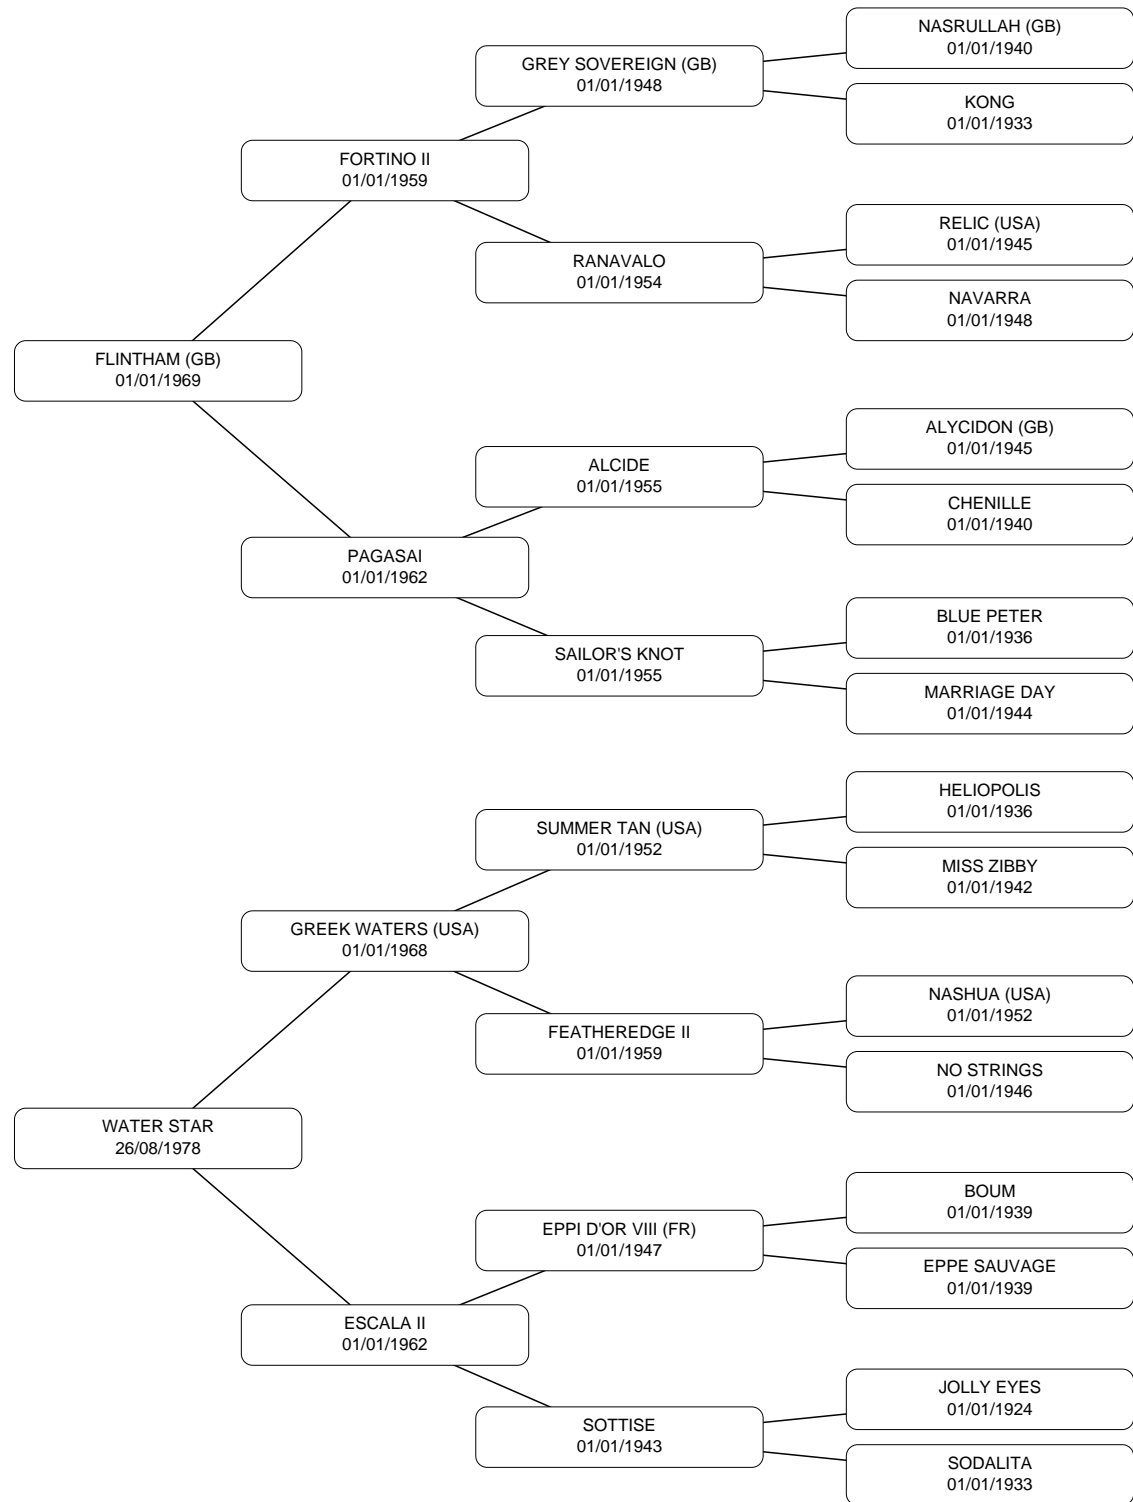 NASRULLAH (GB)
01/01/1940
GREY SOVEREIGN (GB)
01/01/1948
KONG
01/01/1933
FORTINO II
01/01/1959
RELIC (USA)
01/01/1945
RANAVALO
01/01/1954
NAVARRA
01/01/1948
FLINTHAM (GB)
01/01/1969
ALYCIDON (GB)
01/01/1945
ALCIDE
01/01/1955
CHENILLE
01/01/1940
PAGASAI
01/01/1962
BLUE PETER
01/01/1936
SAILOR'S KNOT
01/01/1955
MARRIAGE DAY
01/01/1944
HELIOPOLIS
01/01/1936
SUMMER TAN (USA)
01/01/1952
MISS ZIBBY
01/01/1942
GREEK WATERS (USA)
01/01/1968
NASHUA (USA)
01/01/1952
FEATHEREDGE II
01/01/1959
NO STRINGS
01/01/1946
WATER STAR
26/08/1978
BOUM
01/01/1939
EPPI D'OR VIII (FR)
01/01/1947
EPPE SAUVAGE
01/01/1939
ESCALA II
01/01/1962
JOLLY EYES
01/01/1924
SOTTISE
01/01/1943
SODALITA
01/01/1933